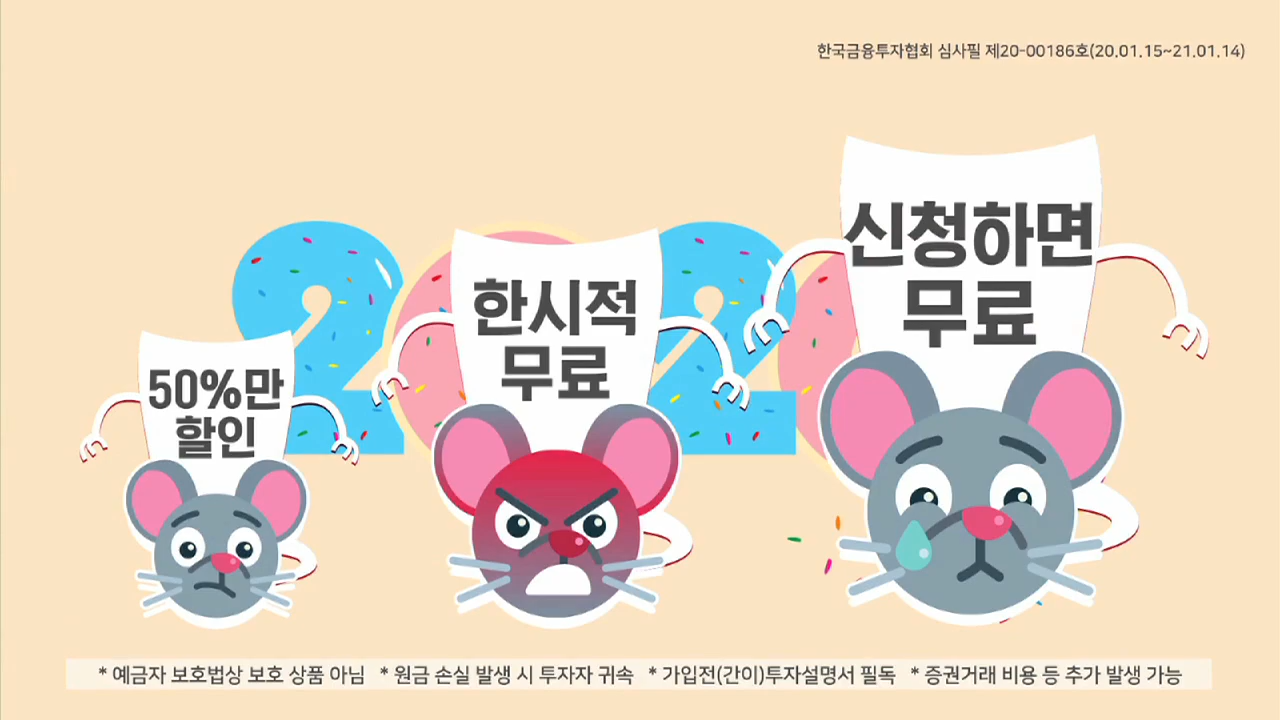 한국금융투자협회 심사필 제20-00186호(20.01.15~21.01.14)
2020
50%만
할인
한시적
무료
신청하면
무료
* 예금자 보호법상 보호 상품 아님 * 원금 손실 발생 시 투자자 귀속 * 가입전(간이)투자설명서 필독 * 증권거래 비용 등 추가 발생 가능